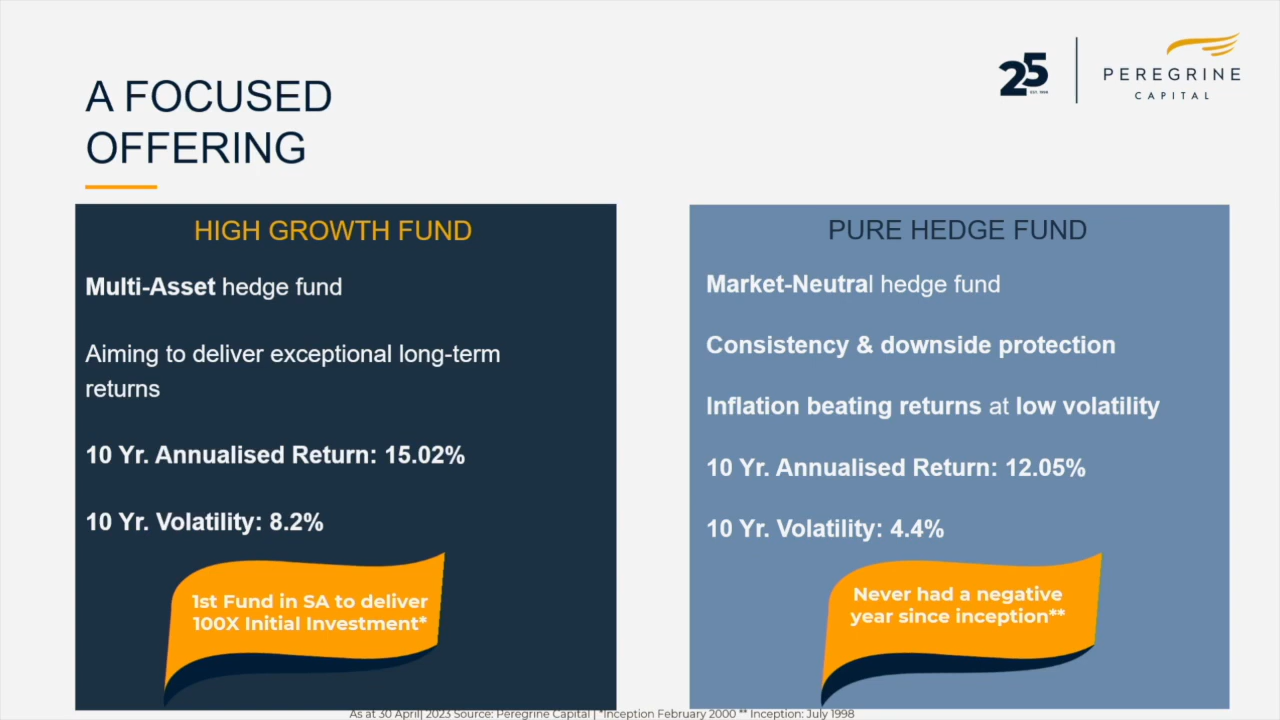 A FOCUSED
OFFERING
25
EST. 1998
PEREGRINE
CAPITAL
HIGH GROWTH FUND
Multi-Asset hedge fund
Aiming to deliver exceptional long-term
returns
10 Yr. Annualised Return: 15.02%
10 Yr. Volatility: 8.2%
1st Fund in SA to deliver
100X Initial Investment*
PURE HEDGE FUND
Market-Neutral hedge fund
Consistency & downside protection
Inflation beating returns at low volatility
10 Yr. Annualised Return: 12.05%
10 Yr. Volatility: 4.4%
Never had a negative
year since inception**
As at 30 April| 2023 Source: Peregrine Capital | *Inception February 2000 ** Inception: July 1998